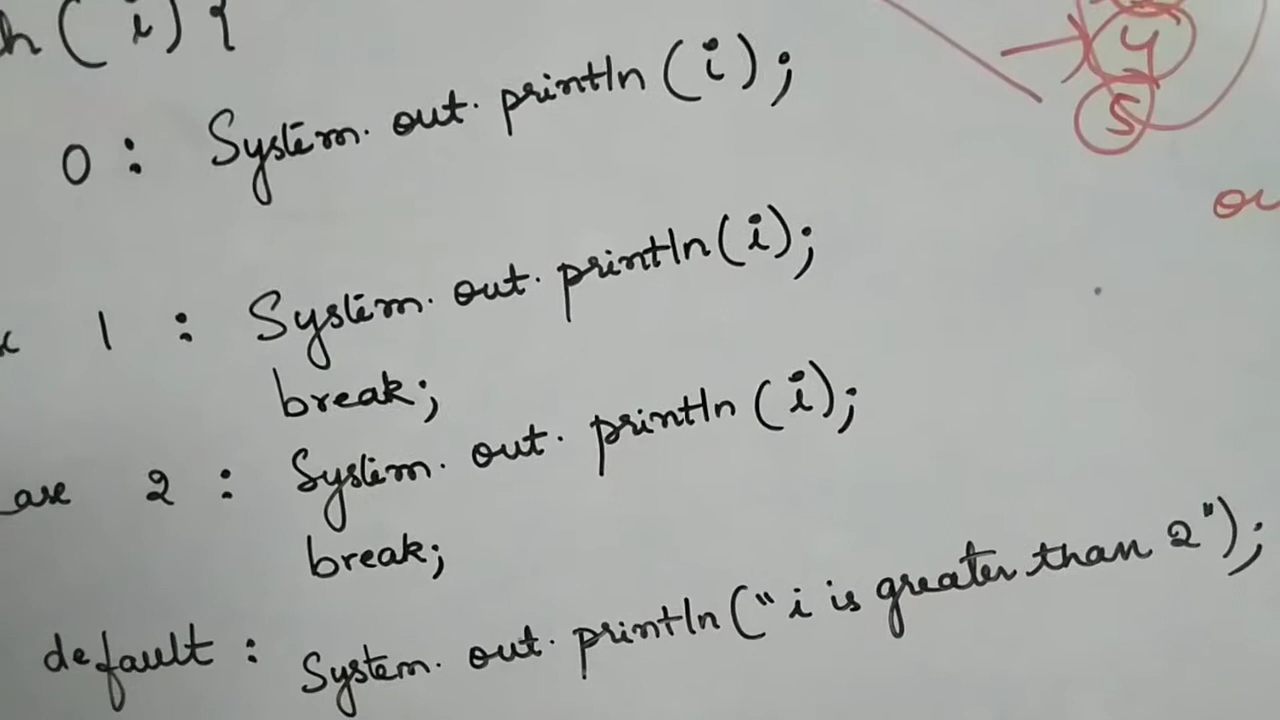 h(i){
4
0: System.out.println(i);
5
1: System.out.println(i);
break;
ase 2: System.out.println(i);
break;
default: System.out.println("i is greater than 2");